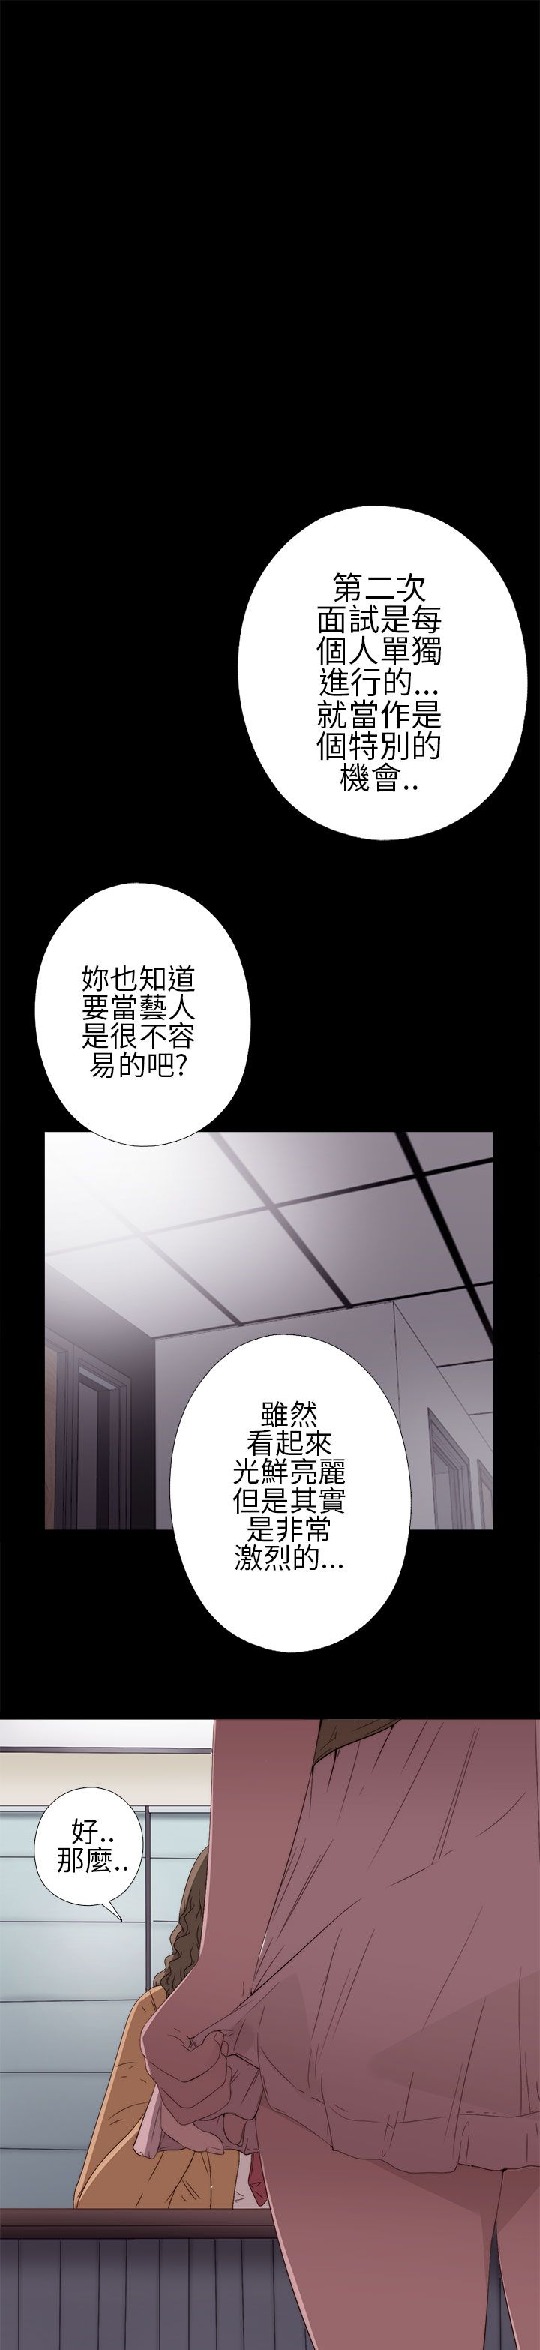 第二次
面試是每
個人單獨
進行的...
就當作是
個特別的
機會..
妳也知道
要當藝人
是很不容
易的吧?
雖然
看起來
光鮮亮麗
但是其實
是非常
激烈的...
好..
那麼..